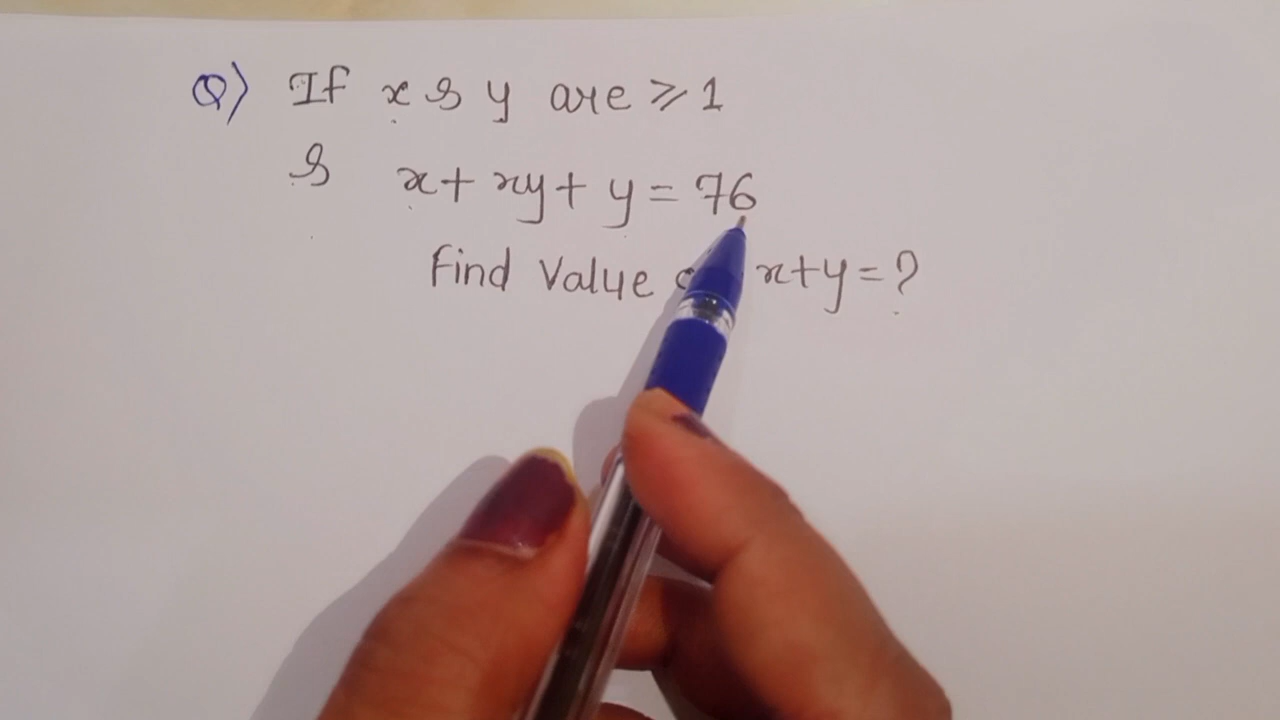 Q) If x & y are ≥ 1
& x + xy + y = 76
Find Value x+y = ?